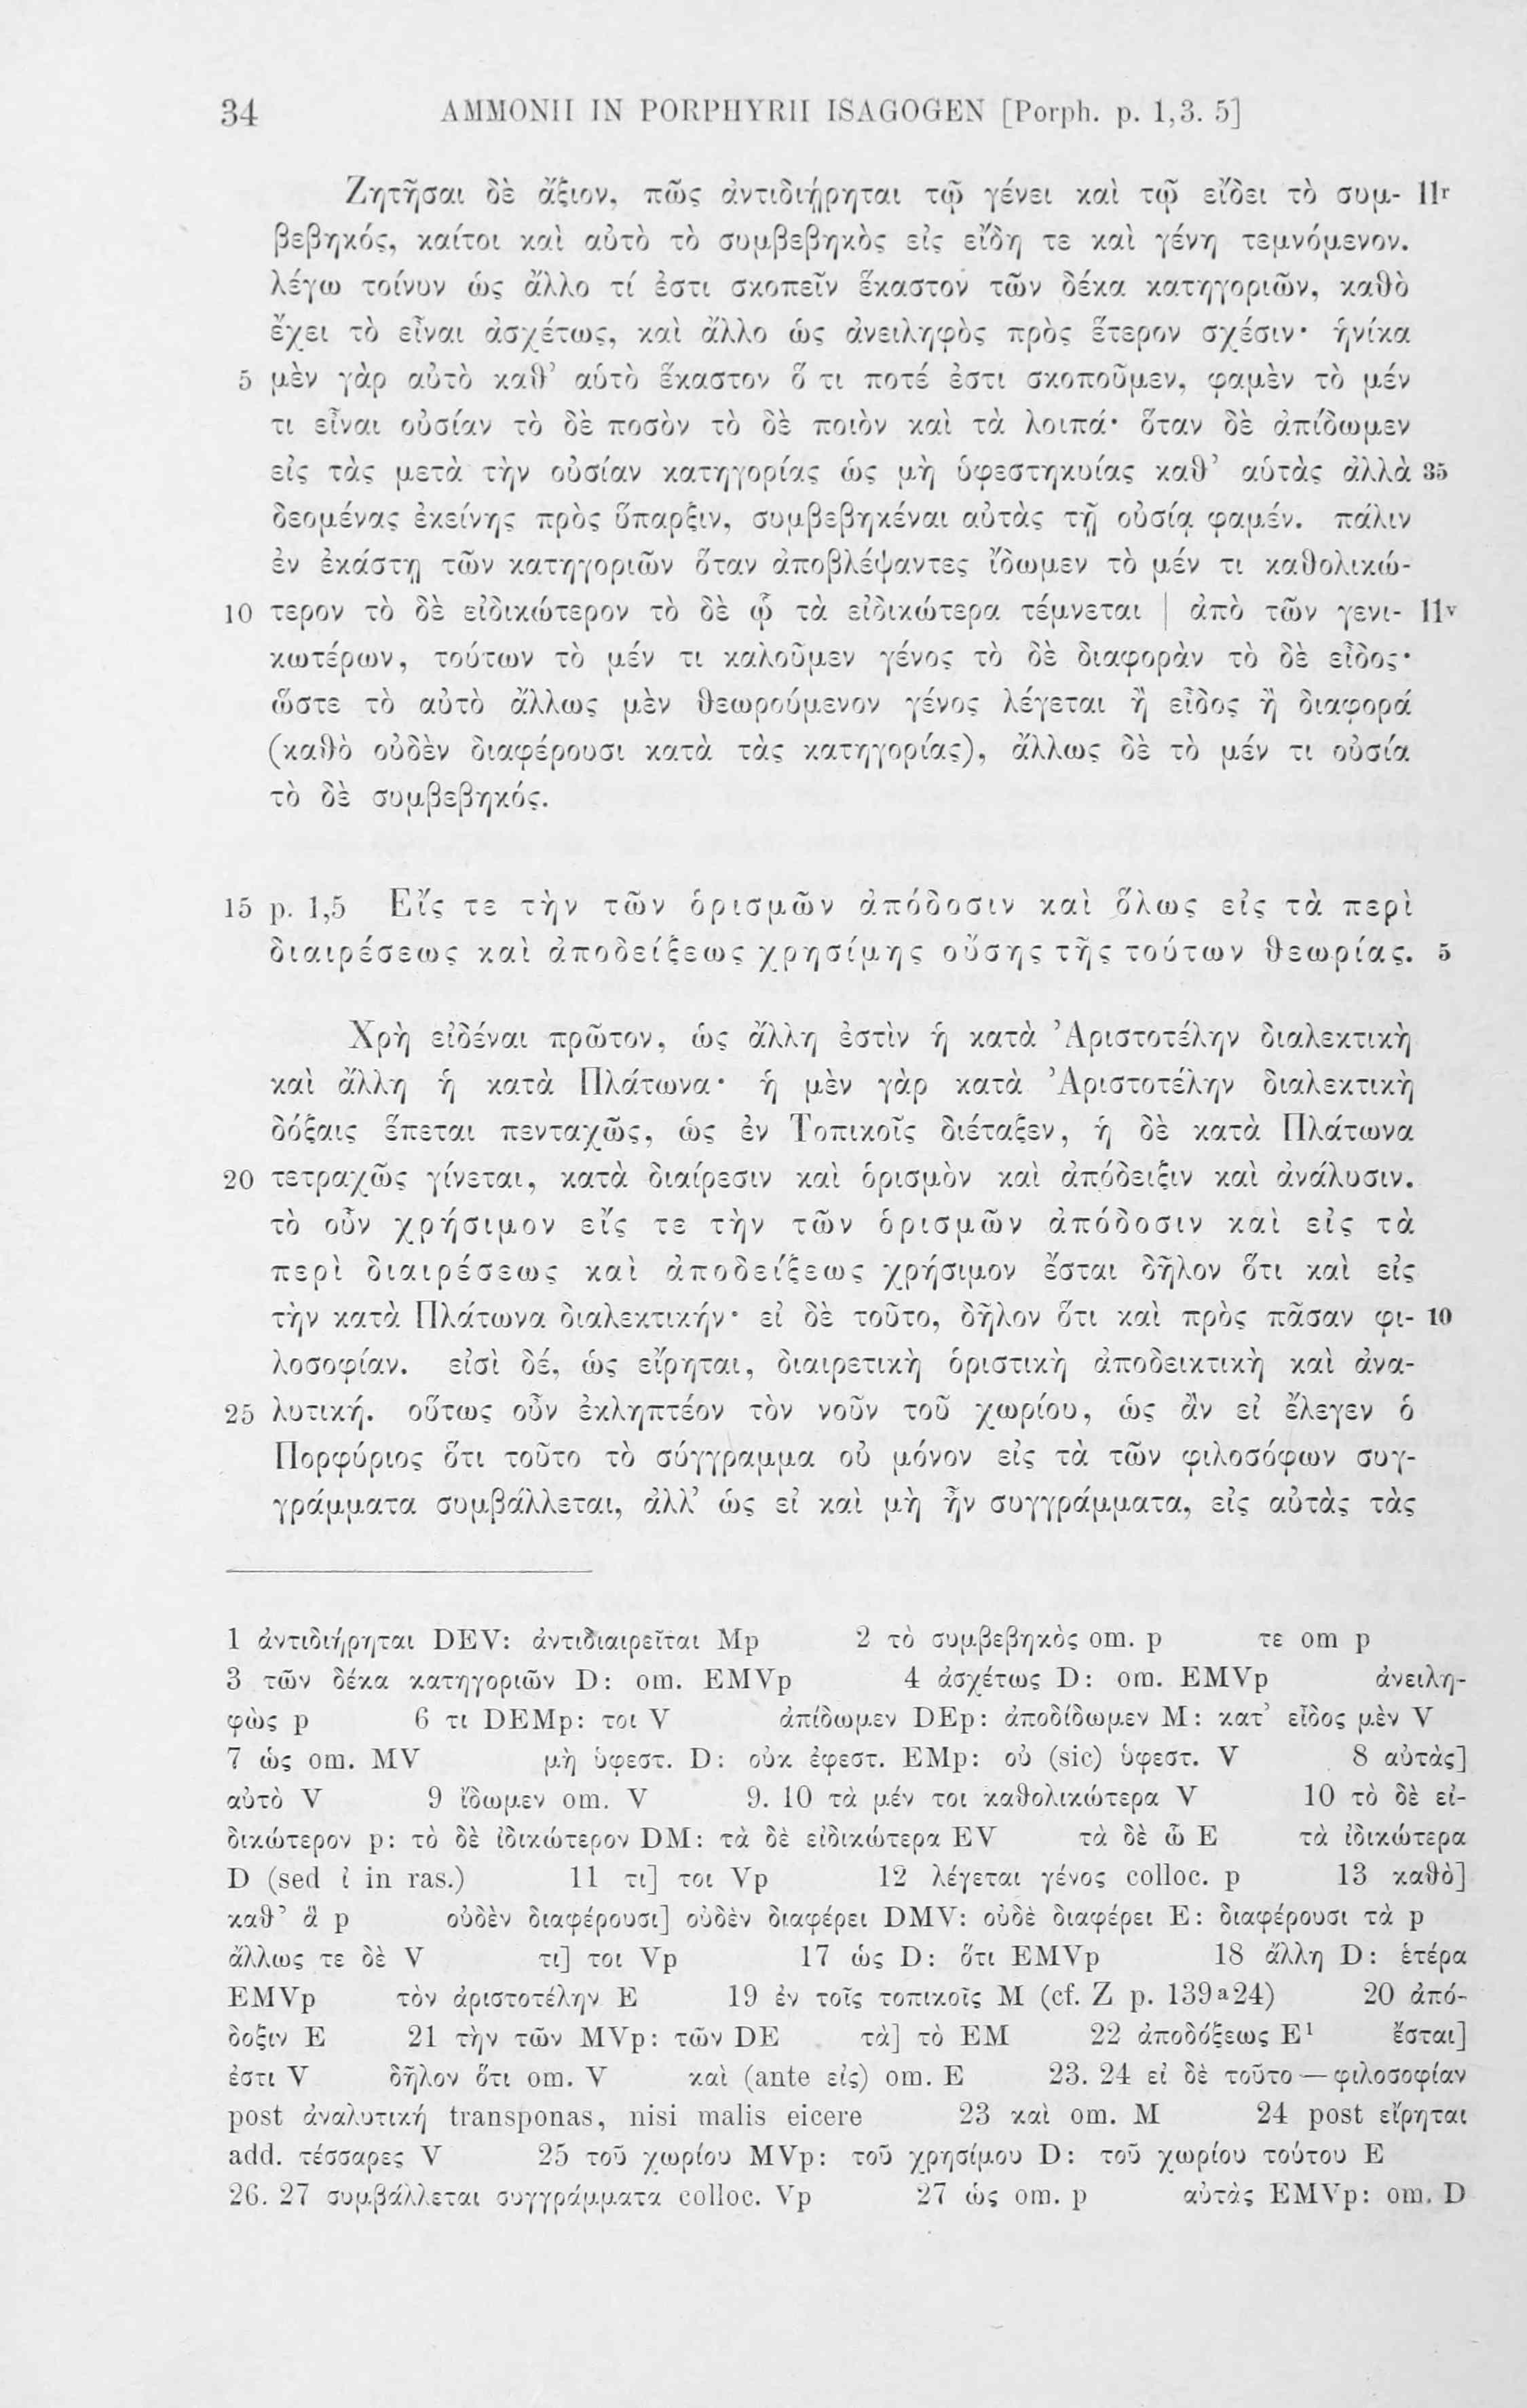 34 AMMONII IN PORPHYRII ISAGOGEN [Porph. p. 1,3. 5]
Ζητῆσαι δὲ ἄξιον, πῶς ἀντιδιῄρηται τῷ γένει καὶ τῷ εἴδει τὸ συμ- 11r
βεβηκός, καίτοι καὶ αὐτὸ τὸ συμβεβηκὸς εἰς εἴδη τε καὶ γένη τεμνόμενον.
λέγω τοίνυν ὡς ἄλλο τί ἐστι σκοπεῖν ἕκαστον τῶν δέκα κατηγοριῶν, καθὸ
ἔχει τὸ εἶναι ἀσχέτως, καὶ ἄλλο ὡς ἀνειληφὸς πρὸς ἕτερον σχέσιν· ἡνίκα
5 μὲν γὰρ αὐτὸ καθ’ αὑτὸ ἕκαστον ὅ τι ποτέ ἐστι σκοποῦμεν, φαμὲν τὸ μέν
τι εἶναι οὐσίαν τὸ δὲ ποσὸν τὸ δὲ ποιὸν καὶ τὰ λοιπά· ὅταν δὲ ἀπίδωμεν
εἰς τὰς μετὰ τὴν οὐσίαν κατηγορίας ὡς μὴ ὑφεστηκυίας καθ’ αὑτὰς ἀλλὰ 35
δεομένας ἐκείνης πρὸς ὕπαρξιν, συμβεβηκέναι αὐτὰς τῇ οὐσίᾳ φαμέν. πάλιν
ἐν ἑκάστῃ τῶν κατηγοριῶν ὅταν ἀποβλέψαντες ἴδωμεν τὸ μέν τι καθολικώ-
10 τερον τὸ δὲ εἰδικώτερον τὸ δὲ ᾧ τὰ εἰδικώτερα τέμνεται | ἀπὸ τῶν γενι- 11v
κωτέρων, τούτων τὸ μέν τι καλοῦμεν γένος τὸ δὲ διαφορὰν τὸ δὲ εἶδος·
ὥστε τὸ αὐτὸ ἄλλως μὲν θεωρούμενον γένος λέγεται ἢ εἶδος ἢ διαφορά
(καθὸ οὐδὲν διαφέρουσι κατὰ τὰς κατηγορίας), ἄλλως δὲ τὸ μέν τι οὐσία
τὸ δὲ συμβεβηκός.
15 p. 1,5 Εἴς τε τὴν τῶν ὁρισμῶν ἀπόδοσιν καὶ ὅλως εἰς τὰ περὶ
διαιρέσεως καὶ ἀποδείξεως χρησίμης οὔσης τῆς τούτων θεωρίας. 5
Χρὴ εἰδέναι πρῶτον, ὡς ἄλλη ἐστὶν ἡ κατὰ Ἀριστοτέλην διαλεκτικὴ
καὶ ἄλλη ἡ κατὰ Πλάτωνα· ἡ μὲν γὰρ κατὰ Ἀριστοτέλην διαλεκτικὴ
δόξαις ἕπεται πενταχῶς, ὡς ἐν Τοπικοῖς διέταξεν, ἡ δὲ κατὰ Πλάτωνα
20 τετραχῶς γίνεται, κατὰ διαίρεσιν καὶ ὁρισμὸν καὶ ἀπόδειξιν καὶ ἀνάλυσιν.
τὸ οὖν χρήσιμον εἴς τε τὴν τῶν ὁρισμῶν ἀπόδοσιν καὶ εἰς τὰ
περὶ διαιρέσεως καὶ ἀποδείξεως χρήσιμον ἔσται δῆλον ὅτι καὶ εἰς
τὴν κατὰ Πλάτωνα διαλεκτικήν· εἰ δὲ τοῦτο, δῆλον ὅτι καὶ πρὸς πᾶσαν φι- 10
λοσοφίαν. εἰσὶ δέ, ὡς εἴρηται, διαιρετικὴ ὁριστικὴ ἀποδεικτικὴ καὶ ἀνα-
25 λυτική. οὕτως οὖν ἐκληπτέον τὸν νοῦν τοῦ χωρίου, ὡς ἂν εἰ ἔλεγεν ὁ
Πορφύριος ὅτι τοῦτο τὸ σύγγραμμα οὐ μόνον εἰς τὰ τῶν φιλοσόφων συγ-
γράμματα συμβάλλεται, ἀλλ’ ὡς εἰ καὶ μὴ ἦν συγγράμματα, εἰς αὐτὰς τὰς
1 ἀντιδιῄρηται DEV: ἀντιδιαιρεῖται Mp 2 τὸ συμβεβηκὸς om. p τε om p
3 τῶν δέκα κατηγοριῶν D: om. EMVp 4 ἀσχέτως D: om. EMVp ἀνειλη-
φὼς p 6 τι DEMp: τοι V ἀπίδωμεν DEp: ἀποδίδωμεν M: κατ’ εἶδος μὲν V
7 ὡς om. MV μὴ ὑφεστ. D: οὐκ ἐφεστ. EMp: οὐ (sic) ὑφεστ. V 8 αὐτὰς]
αὐτὸ V 9 ἴδωμεν om. V 9. 10 τὰ μέν τοι καθολικώτερα V 10 τὸ δὲ εἰ-
δικώτερον p: τὸ δὲ ἰδικώτερον DM: τὰ δὲ εἰδικώτερα EV τὰ δὲ ὦ E τὰ ἰδικώτερα
D (sed ἰ in ras.) 11 τι] τοι Vp 12 λέγεται γένος colloc. p 13 καθὸ]
καθ’ ἃ p οὐδὲν διαφέρουσι] οὐδὲν διαφέρει DMV: οὐδὲ διαφέρει E: διαφέρουσι τὰ p
ἄλλως τε δὲ V τι] τοι Vp 17 ὡς D: ὅτι EMVp 18 ἄλλη D: ἑτέρα
EMVp τὸν ἀριστοτέλην E 19 ἐν τοῖς τοπικοῖς M (cf. Z p. 139a24) 20 ἀπό-
δοξιν E 21 τὴν τῶν MVp: τῶν DE τὰ] τὸ EM 22 ἀποδόξεως E¹ ἔσται]
ἐστι V δῆλον ὅτι om. V καὶ (ante εἰς) om. E 23. 24 εἰ δὲ τοῦτο — φιλοσοφίαν
post ἀναλυτική transponas, nisi malis eicere 23 καὶ om. M 24 post εἴρηται
add. τέσσαρες V 25 τοῦ χωρίου MVp: τοῦ χρησίμου D: τοῦ χωρίου τούτου E
26. 27 συμβάλλεται συγγράμματα colloc. Vp 27 ὡς om. p αὐτὰς EMVp: om. D